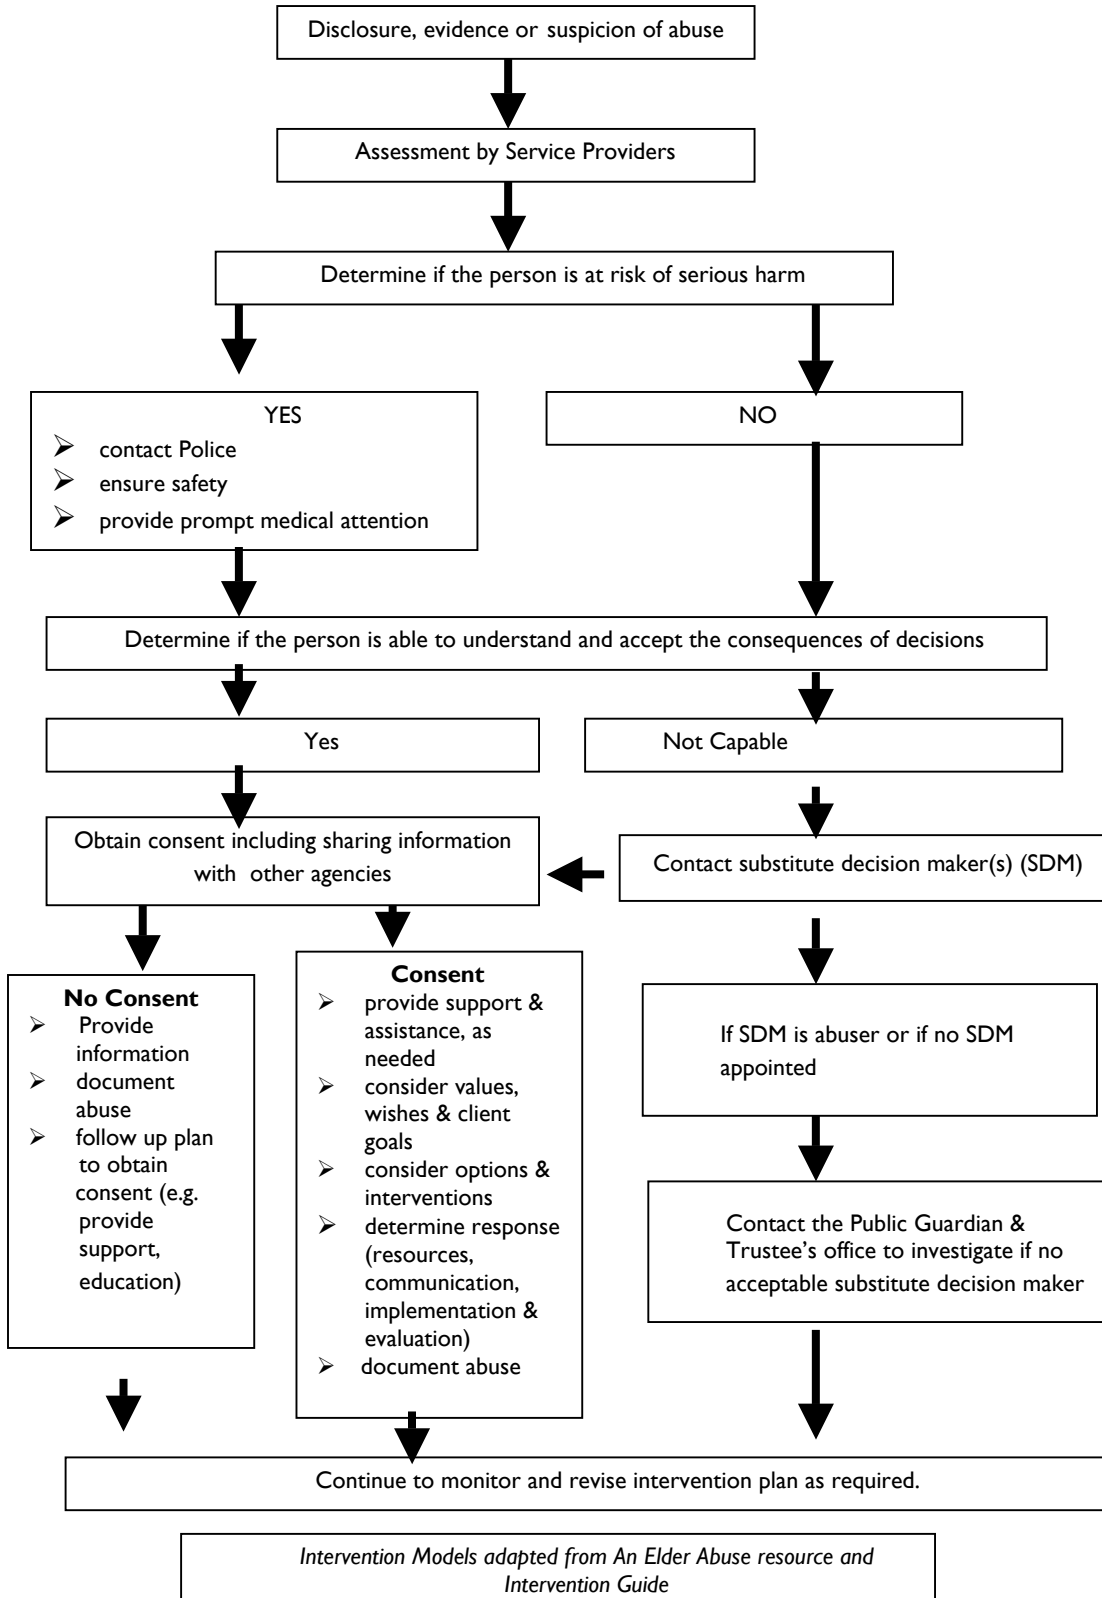 Disclosure, evidence or suspicion of abuse
Assessment by Service Providers
Determine if the person is at risk of serious harm
YES
➢ contact Police
➢ ensure safety
➢ provide prompt medical attention
NO
Determine if the person is able to understand and accept the consequences of decisions
Yes
Not Capable
Obtain consent including sharing information
with other agencies
Contact substitute decision maker(s) (SDM)
No Consent
➢ Provide
information
➢ document
abuse
➢ follow up plan
to obtain
consent (e.g.
provide
support,
education)
Consent
➢ provide support &
assistance, as
needed
➢ consider values,
wishes & client
goals
➢ consider options &
interventions
➢ determine response
(resources,
communication,
implementation &
evaluation)
➢ document abuse
If SDM is abuser or if no SDM
appointed
Contact the Public Guardian &
Trustee’s office to investigate if no
acceptable substitute decision maker
Continue to monitor and revise intervention plan as required.
Intervention Models adapted from An Elder Abuse resource and
Intervention Guide